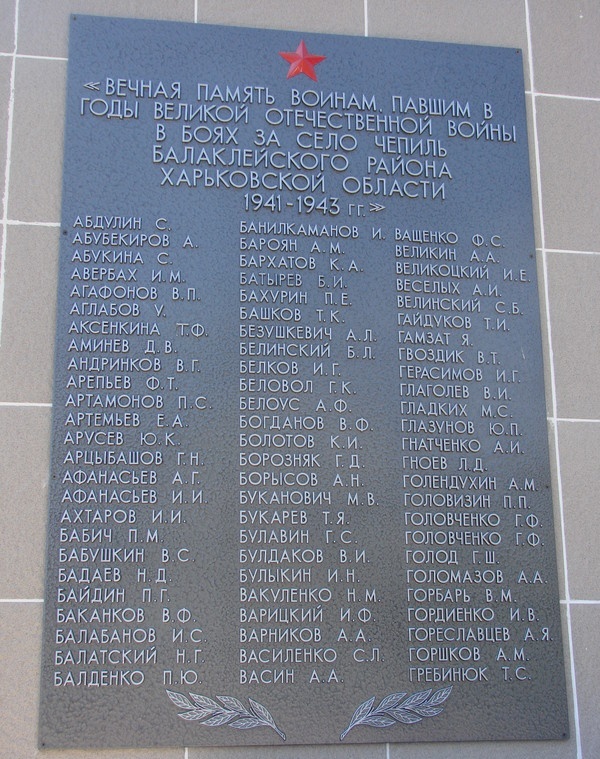 «ВЕЧНАЯ ПАМЯТЬ ВОИНАМ, ПАВШИМ В
ГОДЫ ВЕЛИКОЙ ОТЕЧЕСТВЕННОЙ ВОЙНЫ
В БОЯХ ЗА СЕЛО ЧЕПИЛЬ
БАЛАКЛЕЙСКОГО РАЙОНА
ХАРЬКОВСКОЙ ОБЛАСТИ
1941-1943 ГГ.»
АБДУЛИН С.
АБУБЕКИРОВ А.
АБУКИНА С.
АВЕРБАХ И.М.
АГАФОНОВ В.П.
АГЛАБОВ У.
АКСЕНКИНА Т.Ф.
АМИНЕВ Д.В.
АНДРИНКОВ В.Г.
АРЕПЬЕВ Ф.Т.
АРТАМОНОВ П.С.
АРТЕМЬЕВ Е.А.
АРУСЕВ Ю.К.
АРЦЫБАШОВ Г.Н.
АФАНАСЬЕВ А.Г.
АФАНАСЬЕВ И.И.
АХТАРОВ И.И.
БАБИЧ П.М.
БАБУШКИН В.С.
БАДАЕВ Н.Д.
БАЙДИН П.Г.
БАКАНКОВ В.Ф.
БАЛАБАНОВ И.С.
БАЛАТСКИЙ Н.Г.
БАЛДЕНКО П.Ю.
БАНИЛКАМАНОВ И.
БАРОЯН А.М.
БАРХАТОВ К.А.
БАТЫРЕВ Б.И.
БАХУРИН П.Е.
БАШКОВ Т.К.
БЕЗУШКЕВИЧ А.Л.
БЕЛИНСКИЙ Б.Л.
БЕЛКОВ И.Г.
БЕЛОВОЛ Г.К.
БЕЛОУС А.Ф.
БОГДАНОВ В.Ф.
БОЛОТОВ К.И.
БОРОЗНЯК Г.Д.
БОРЫСОВ А.Н.
БУКАНОВИЧ М.В.
БУКАРЕВ Т.Я.
БУЛАВИН Г.С.
БУЛДАКОВ В.И.
БУЛЫКИН И.Н.
ВАКУЛЕНКО Н.М.
ВАРИЦКИЙ И.Ф.
ВАРНИКОВ А.А.
ВАСИЛЕНКО С.Л.
ВАСИН А.А.
ВАЩЕНКО Ф.С.
ВЕЛИКИН А.А.
ВЕЛИКОЦКИЙ И.Е.
ВЕСЕЛЫХ А.И.
ВЕЛИНСКИЙ С.Б.
ГАЙДУКОВ Т.И.
ГАМЗАТ Я.
ГВОЗДИК В.Т.
ГЕРАСИМОВ И.Г.
ГЛАГОЛЕВ В.И.
ГЛАДКИХ М.С.
ГЛАЗУНОВ Ю.П.
ГНАТЧЕНКО А.И.
ГНОЕВ Л.Д.
ГОЛЕНДУХИН А.М.
ГОЛОВИЗИН П.П.
ГОЛОВЧЕНКО Г.Ф.
ГОЛОВЧЕНКО Г.Ф.
ГОЛОД Г.Ш.
ГОЛОМАЗОВ А.А.
ГОРБАРЬ В.М.
ГОРДИЕНКО И.В.
ГОРЕСЛАВЦЕВ А.Я.
ГОРШКОВ А.М.
ГРЕБИНЮК Т.С.